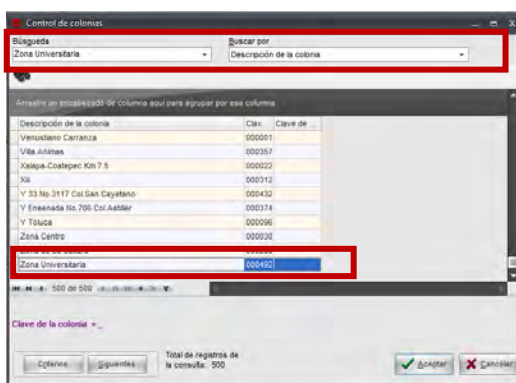 Control de colonias
Búsqueda
Buscar por
Zona Universitaria
Descripción de la colonia
Arrastre un encabezado de columna aquí para agrupar por esa columna
Descripción de la colonia Clav... Clave de ...
Venustiano Carranza 000001
Villa Animas 000357
Xalapa-Coatepec Km 7.5 000022
Xili 000312
Y 33 No.3117 Col.San Cayetano 000432
Y Ensenada No.706 Col.Astiller 000374
Y Toluca 000096
Zona Centro 000030
Zona Universitaria 000492
500 de 500
Clave de la colonia =
Criterios
Siguientes
Total de registros de
la consulta: 500
Aceptar
Cancelar